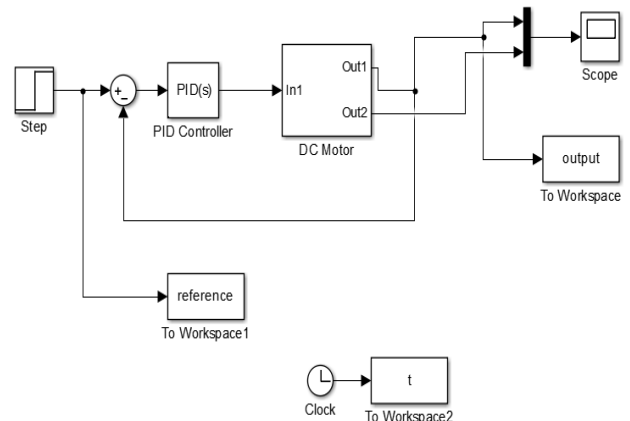 Step
+
−
PID(s)
PID Controller
In1
Out1
Out2
DC Motor
Scope
output
To Workspace
reference
To Workspace1
Clock
t
To Workspace2